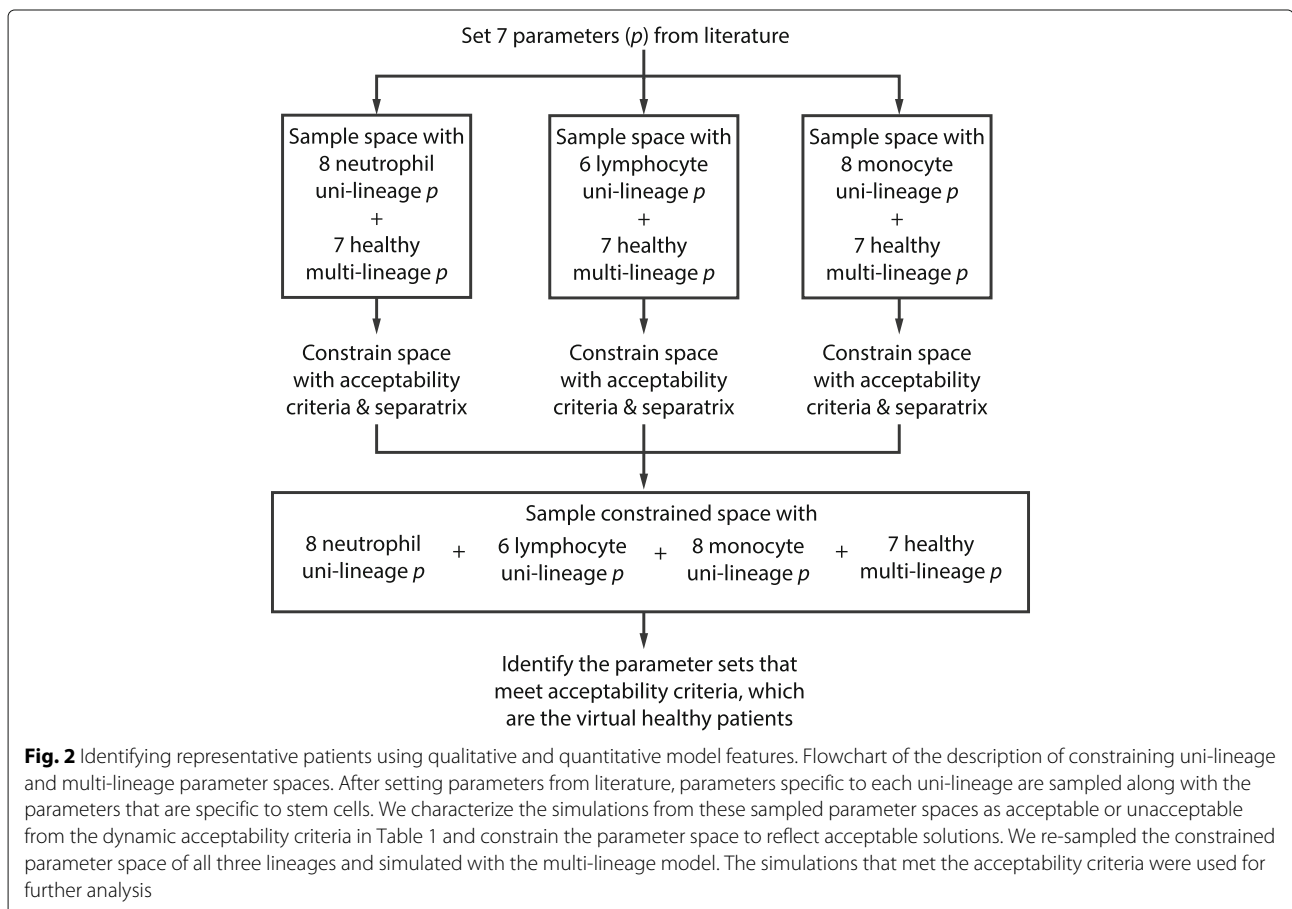 Set 7 parameters (p) from literature
Sample space with
8 neutrophil
uni-lineage p
+
7 healthy
multi-lineage p
Sample space with
6 lymphocyte
uni-lineage p
+
7 healthy
multi-lineage p
Sample space with
8 monocyte
uni-lineage p
+
7 healthy
multi-lineage p
Constrain space
with acceptability
criteria & separatrix
Constrain space
with acceptability
criteria & separatrix
Constrain space
with acceptability
criteria & separatrix
Sample constrained space with
8 neutrophil
uni-lineage p
+
6 lymphocyte
uni-lineage p
+
8 monocyte
uni-lineage p
+
7 healthy
multi-lineage p
Identify the parameter sets that
meet acceptability criteria, which
are the virtual healthy patients
Fig. 2 Identifying representative patients using qualitative and quantitative model features. Flowchart of the description of constraining uni-lineage
and multi-lineage parameter spaces. After setting parameters from literature, parameters specific to each uni-lineage are sampled along with the
parameters that are specific to stem cells. We characterize the simulations from these sampled parameter spaces as acceptable or unacceptable
from the dynamic acceptability criteria in Table 1 and constrain the parameter space to reflect acceptable solutions. We re-sampled the constrained
parameter space of all three lineages and simulated with the multi-lineage model. The simulations that met the acceptability criteria were used for
further analysis